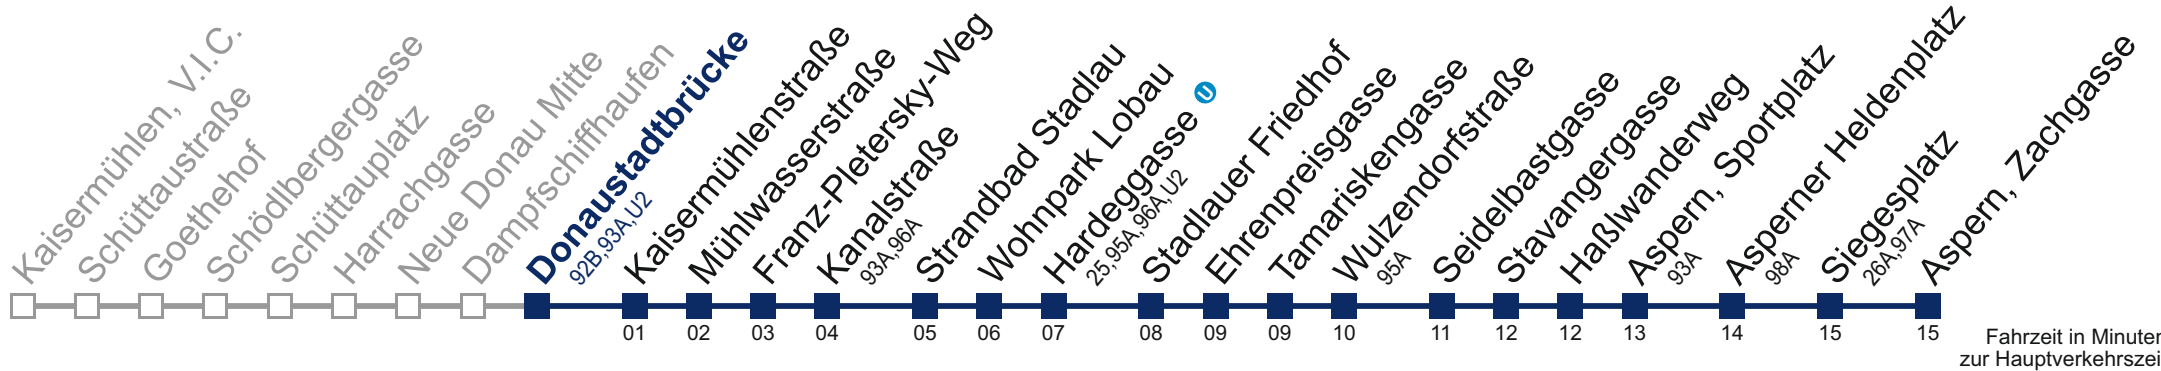 Kaisermühlen, V.I.C.
Schüttaustraße
Goethehof
Schödlbergergasse
Schüttauplatz
Harrachgasse
Neue Donau Mitte
Dampfschiffhaufen
Donaustadtbrücke
92B,93A,U2
Kaisermühlenstraße
Mühlwasserstraße
Franz-Pletersky-Weg
Kanalstraße
93A,96A
Strandbad Stadlau
Wohnpark Lobau
Hardeggasse U
25,95A,96A,U2
Stadlauer Friedhof
Ehrenpreisgasse
Tamariskengasse
Wulzendorfstraße
95A
Seidelbastgasse
Stavangergasse
Haßlwanderweg
Aspern, Sportplatz
93A
Asperner Heldenplatz
98A
Siegesplatz
26A,97A
Aspern, Zachgasse
01 02 03 04 05 06 07 08 09 09 10 11 12 12 13 14 15 15
Fahrzeit in Minuten
zur Hauptverkehrszei